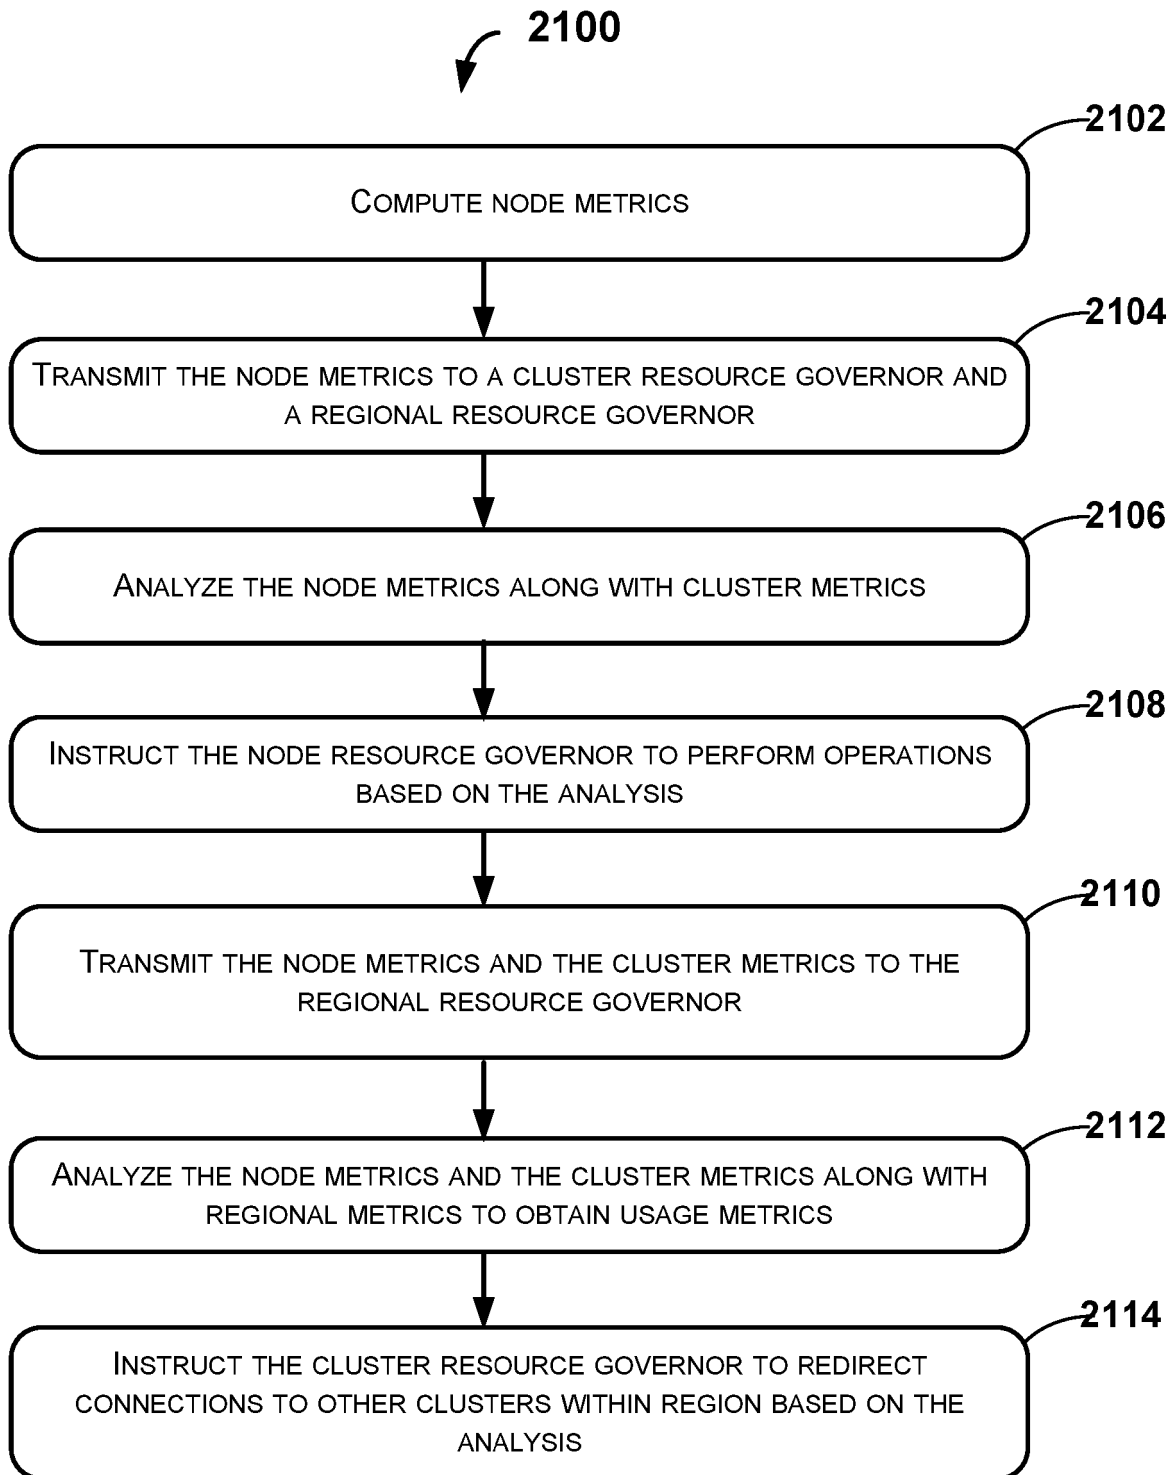 2100
2102
COMPUTE NODE METRICS
2104
TRANSMIT THE NODE METRICS TO A CLUSTER RESOURCE GOVERNOR AND
A REGIONAL RESOURCE GOVERNOR
2106
ANALYZE THE NODE METRICS ALONG WITH CLUSTER METRICS
2108
INSTRUCT THE NODE RESOURCE GOVERNOR TO PERFORM OPERATIONS
BASED ON THE ANALYSIS
2110
TRANSMIT THE NODE METRICS AND THE CLUSTER METRICS TO THE
REGIONAL RESOURCE GOVERNOR
2112
ANALYZE THE NODE METRICS AND THE CLUSTER METRICS ALONG WITH
REGIONAL METRICS TO OBTAIN USAGE METRICS
2114
INSTRUCT THE CLUSTER RESOURCE GOVERNOR TO REDIRECT
CONNECTIONS TO OTHER CLUSTERS WITHIN REGION BASED ON THE
ANALYSIS